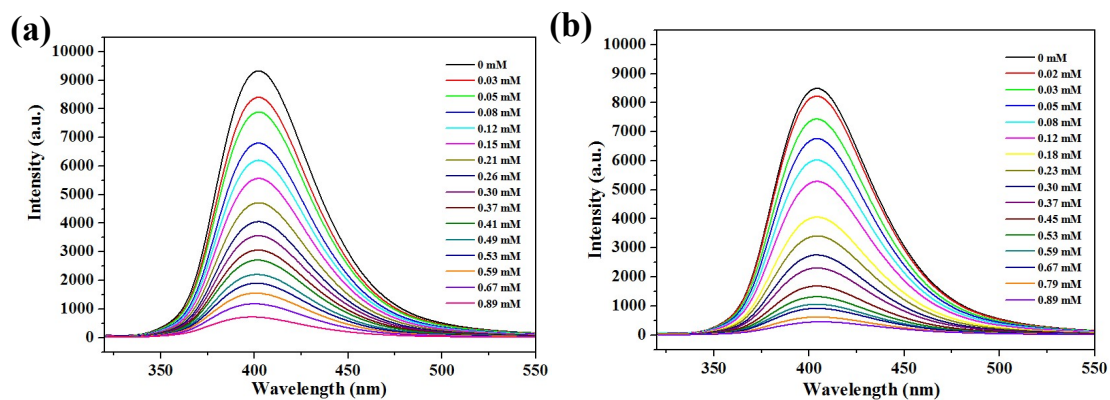 (a)
10000
9000
8000
7000
6000
5000
4000
3000
2000
1000
0
Intensity (a.u.)
350
400
450
500
550
Wavelength (nm)
0 mM
0.03 mM
0.05 mM
0.08 mM
0.12 mM
0.15 mM
0.21 mM
0.26 mM
0.30 mM
0.37 mM
0.41 mM
0.49 mM
0.53 mM
0.59 mM
0.67 mM
0.89 mM
(b)
10000
9000
8000
7000
6000
5000
4000
3000
2000
1000
0
Intensity (a.u.)
350
400
450
500
550
Wavelength (nm)
0 mM
0.02 mM
0.03 mM
0.05 mM
0.08 mM
0.12 mM
0.18 mM
0.23 mM
0.30 mM
0.37 mM
0.45 mM
0.53 mM
0.59 mM
0.67 mM
0.79 mM
0.89 mM